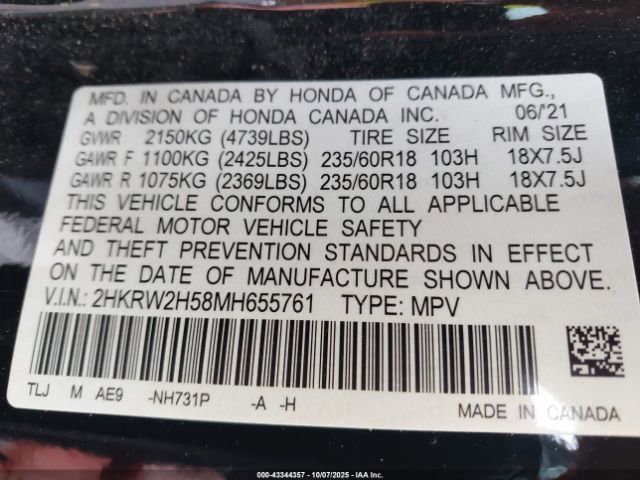 MFD. IN CANADA BY HONDA OF CANADA MFG.,
A DIVISION OF HONDA CANADA INC. 06/'21
GVWR 2150KG (4739LBS) TIRE SIZE RIM SIZE
GAWR F 1100KG (2425LBS) 235/60R18 103H 18X7.5J
GAWR R 1075KG (2369LBS) 235/60R18 103H 18X7.5J
THIS VEHICLE CONFORMS TO ALL APPLICABLE
FEDERAL MOTOR VEHICLE SAFETY
AND THEFT PREVENTION STANDARDS IN EFFECT
ON THE DATE OF MANUFACTURE SHOWN ABOVE.
V.I.N.: 2HKRW2H58MH655761 TYPE: MPV
TLJ M AE9 -NH731P -A -H
MADE IN CANADA
000-43344357 | 10/07/2025 | IAA Inc.